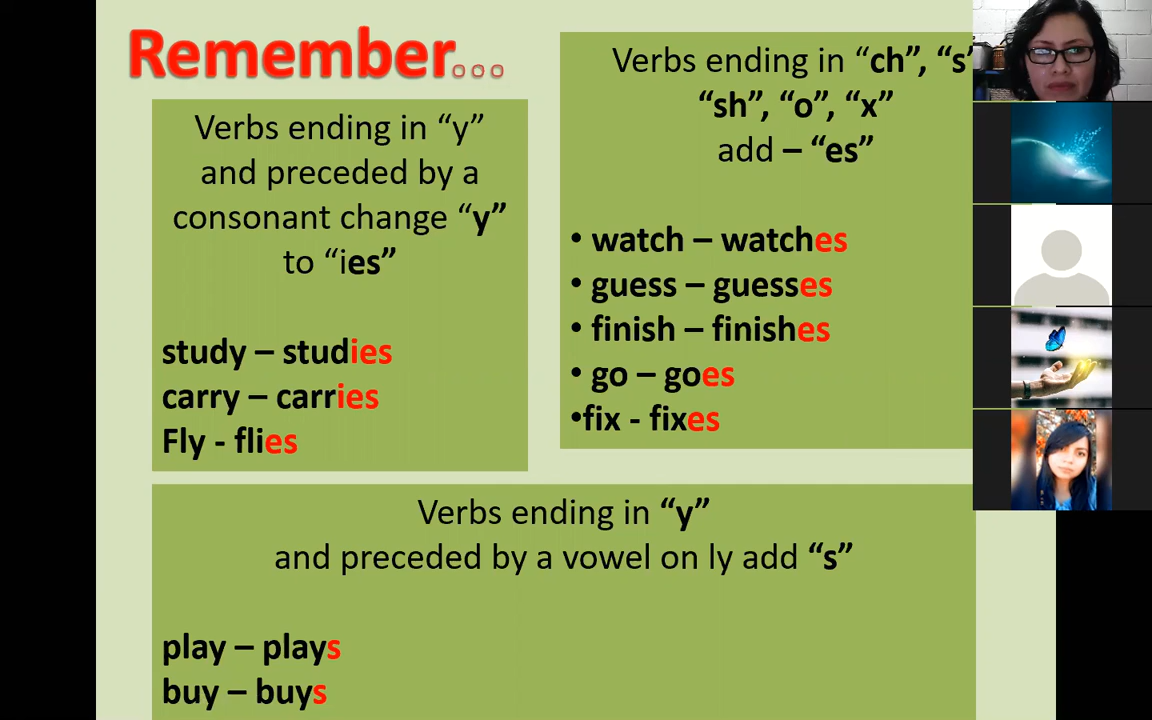 Remember...
Verbs ending in “y”
and preceded by a
consonant change “y”
to “ies”
study – studies
carry – carries
Fly - flies
Verbs ending in “ch”, “s”
“sh”, “o”, “x”
add – “es”
• watch – watches
• guess – guesses
• finish – finishes
• go – goes
•fix - fixes
Verbs ending in “y”
and preceded by a vowel on ly add “s”
play – plays
buy – buys